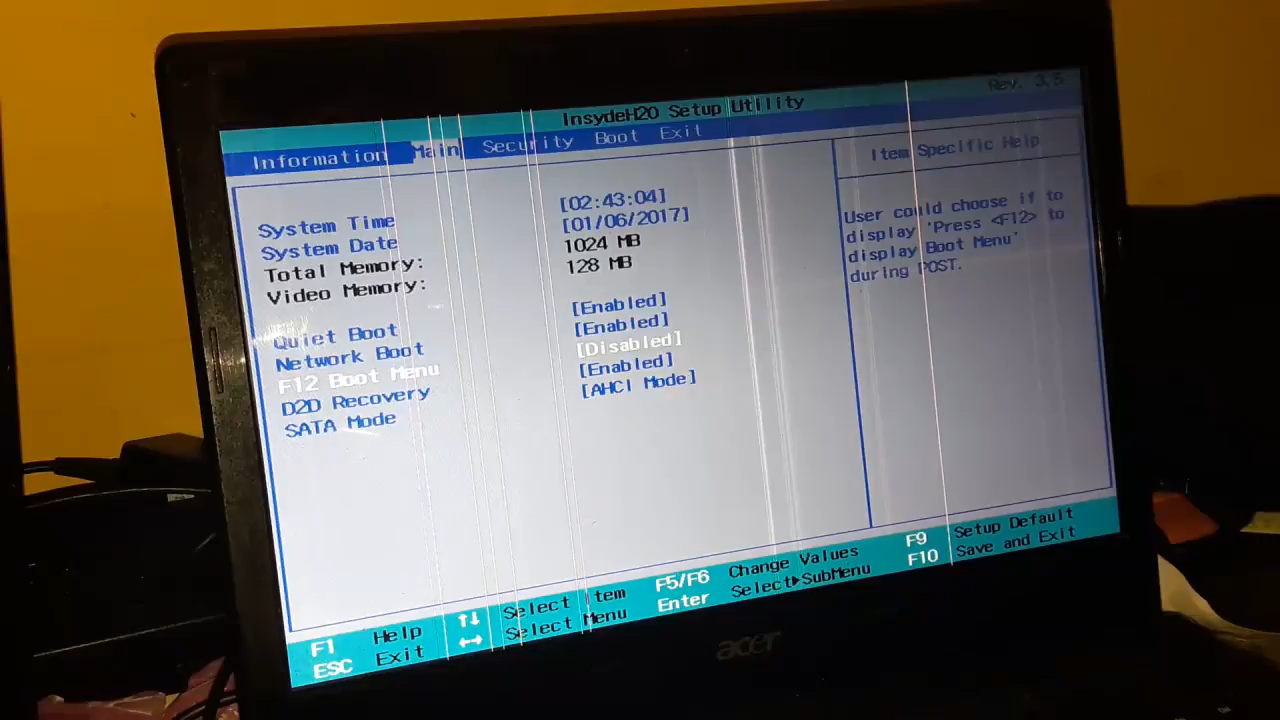 InsydeH2O Setup Utility Rev. 3.5
Information Main Security Boot Exit
System Time [02:43:04]
System Date [01/06/2017]
Total Memory: 1024 MB
Video Memory: 128 MB
Quiet Boot [Enabled]
Network Boot [Enabled]
F12 Boot Menu [Disabled]
D2D Recovery [Enabled]
SATA Mode [AHCI Mode]
Item Specific Help
User could choose if to
display 'Press <F12> to
display Boot Menu'
during POST.
F1 Help ↑↓ Select Item F5/F6 Change Values F9 Setup Default
ESC Exit ↔ Select Menu Enter Select▶SubMenu F10 Save and Exit
acer